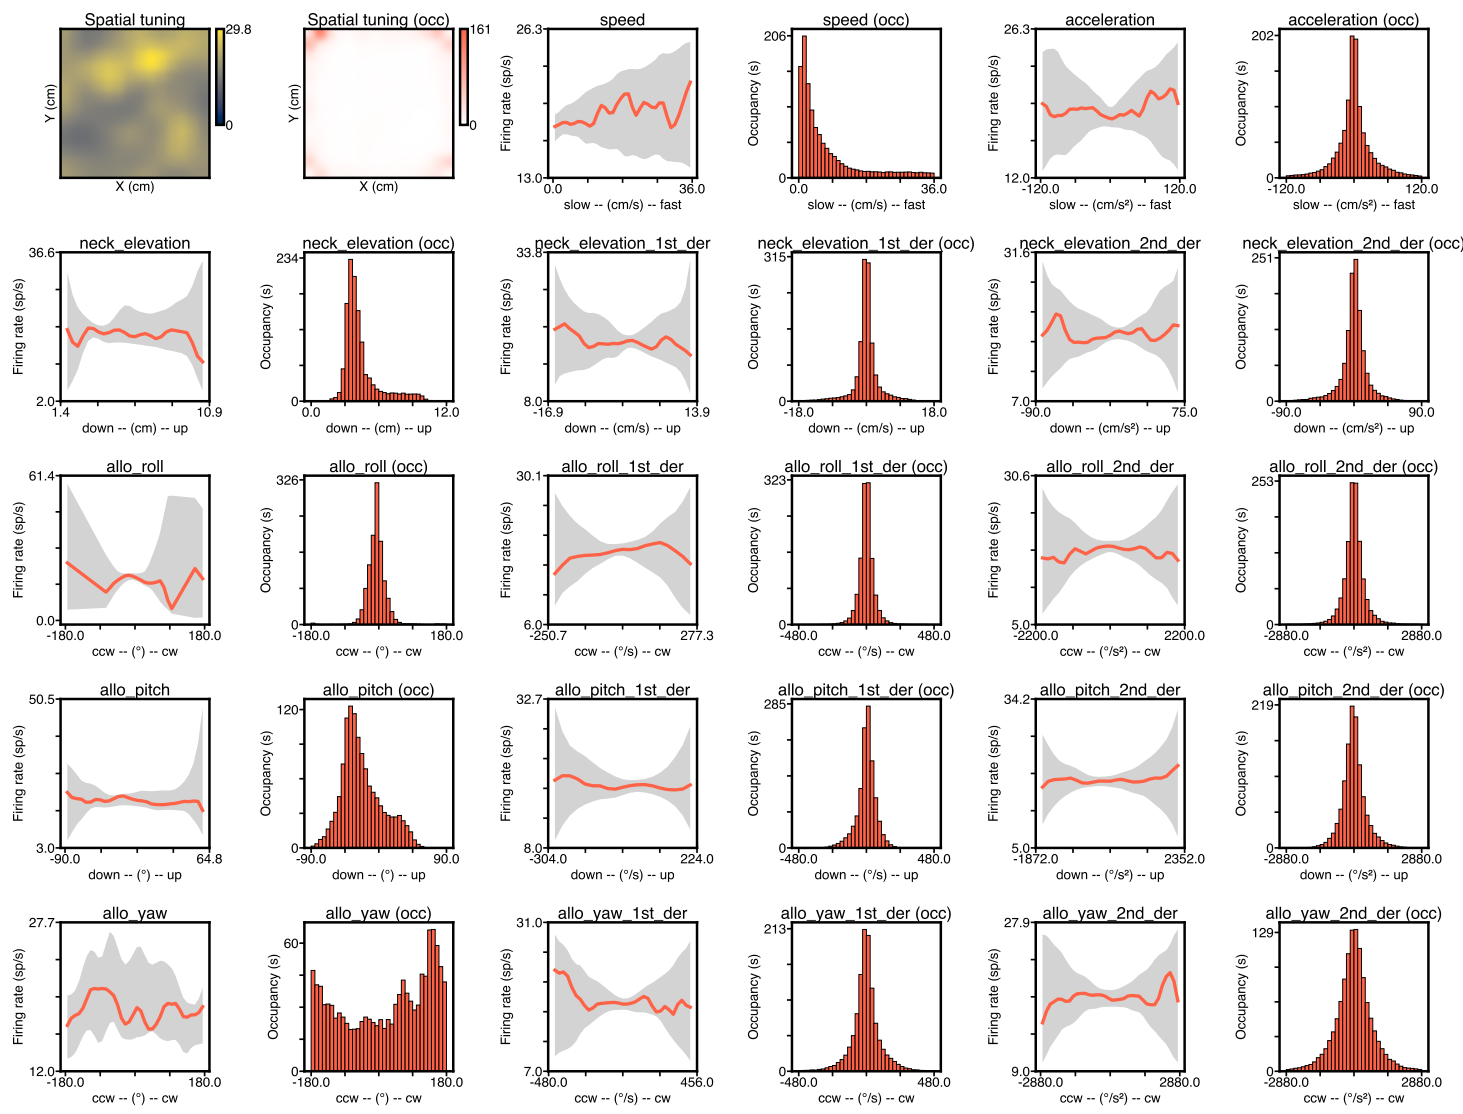 Spatial tuning
29.8
0
Y (cm)
X (cm)
Spatial tuning (occ)
161
0
Y (cm)
X (cm)
speed
26.3
13.0
Firing rate (sp/s)
0.0 36.0
slow -- (cm/s) -- fast
speed (occ)
206
0
Occupancy (s)
0.0 36.0
slow -- (cm/s) -- fast
acceleration
26.3
12.0
Firing rate (sp/s)
-120.0 120.0
slow -- (cm/s²) -- fast
acceleration (occ)
202
0
Occupancy (s)
-120.0 120.0
slow -- (cm/s²) -- fast
neck_elevation
36.6
2.0
Firing rate (sp/s)
1.4 10.9
down -- (cm) -- up
neck_elevation (occ)
234
0
Occupancy (s)
0.0 12.0
down -- (cm) -- up
neck_elevation_1st_der
33.8
8.0
Firing rate (sp/s)
-16.9 13.9
down -- (cm/s) -- up
neck_elevation_1st_der (occ)
315
0
Occupancy (s)
-18.0 18.0
down -- (cm/s) -- up
neck_elevation_2nd_der
31.6
7.0
Firing rate (sp/s)
-90.0 75.0
down -- (cm/s²) -- up
neck_elevation_2nd_der (occ)
251
0
Occupancy (s)
-90.0 90.0
down -- (cm/s²) -- up
allo_roll
61.4
0.0
Firing rate (sp/s)
-180.0 180.0
ccw -- (°) -- cw
allo_roll (occ)
326
0
Occupancy (s)
-180.0 180.0
ccw -- (°) -- cw
allo_roll_1st_der
30.1
6.0
Firing rate (sp/s)
-250.7 277.3
ccw -- (°/s) -- cw
allo_roll_1st_der (occ)
323
0
Occupancy (s)
-480.0 480.0
ccw -- (°/s) -- cw
allo_roll_2nd_der
30.6
5.0
Firing rate (sp/s)
-2200.0 2200.0
ccw -- (°/s²) -- cw
allo_roll_2nd_der (occ)
253
0
Occupancy (s)
-2880.0 2880.0
ccw -- (°/s²) -- cw
allo_pitch
50.5
3.0
Firing rate (sp/s)
-90.0 64.8
down -- (°) -- up
allo_pitch (occ)
120
0
Occupancy (s)
-90.0 90.0
down -- (°) -- up
allo_pitch_1st_der
32.7
8.0
Firing rate (sp/s)
-304.0 224.0
down -- (°/s) -- up
allo_pitch_1st_der (occ)
285
0
Occupancy (s)
-480.0 480.0
down -- (°/s) -- up
allo_pitch_2nd_der
34.2
5.0
Firing rate (sp/s)
-1872.0 2352.0
down -- (°/s²) -- up
allo_pitch_2nd_der (occ)
219
0
Occupancy (s)
-2880.0 2880.0
down -- (°/s²) -- up
allo_yaw
27.7
12.0
Firing rate (sp/s)
-180.0 180.0
ccw -- (°) -- cw
allo_yaw (occ)
60
0
Occupancy (s)
-180.0 180.0
ccw -- (°) -- cw
allo_yaw_1st_der
31.0
7.0
Firing rate (sp/s)
-480.0 456.0
ccw -- (°/s) -- cw
allo_yaw_1st_der (occ)
213
0
Occupancy (s)
-480.0 480.0
ccw -- (°/s) -- cw
allo_yaw_2nd_der
27.9
9.0
Firing rate (sp/s)
-2880.0 2880.0
ccw -- (°/s²) -- cw
allo_yaw_2nd_der (occ)
129
0
Occupancy (s)
-2880.0 2880.0
ccw -- (°/s²) -- cw